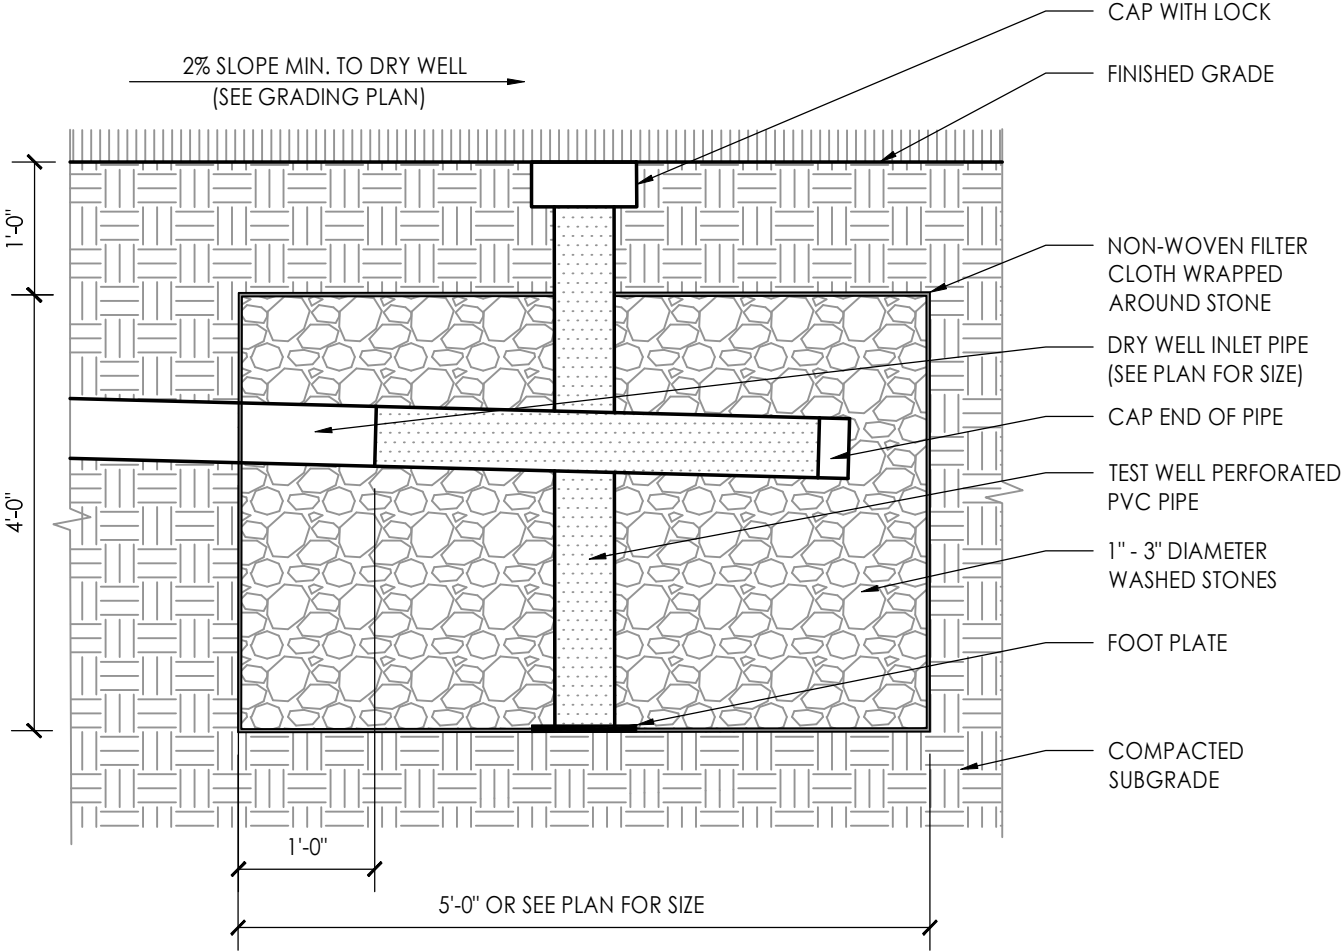 CAP WITH LOCK
2% SLOPE MIN. TO DRY WELL
(SEE GRADING PLAN)
FINISHED GRADE
1'-0"
NON-WOVEN FILTER
CLOTH WRAPPED
AROUND STONE
DRY WELL INLET PIPE
(SEE PLAN FOR SIZE)
CAP END OF PIPE
4'-0"
TEST WELL PERFORATED
PVC PIPE
1" - 3" DIAMETER
WASHED STONES
FOOT PLATE
COMPACTED
SUBGRADE
1'-0"
5'-0" OR SEE PLAN FOR SIZE